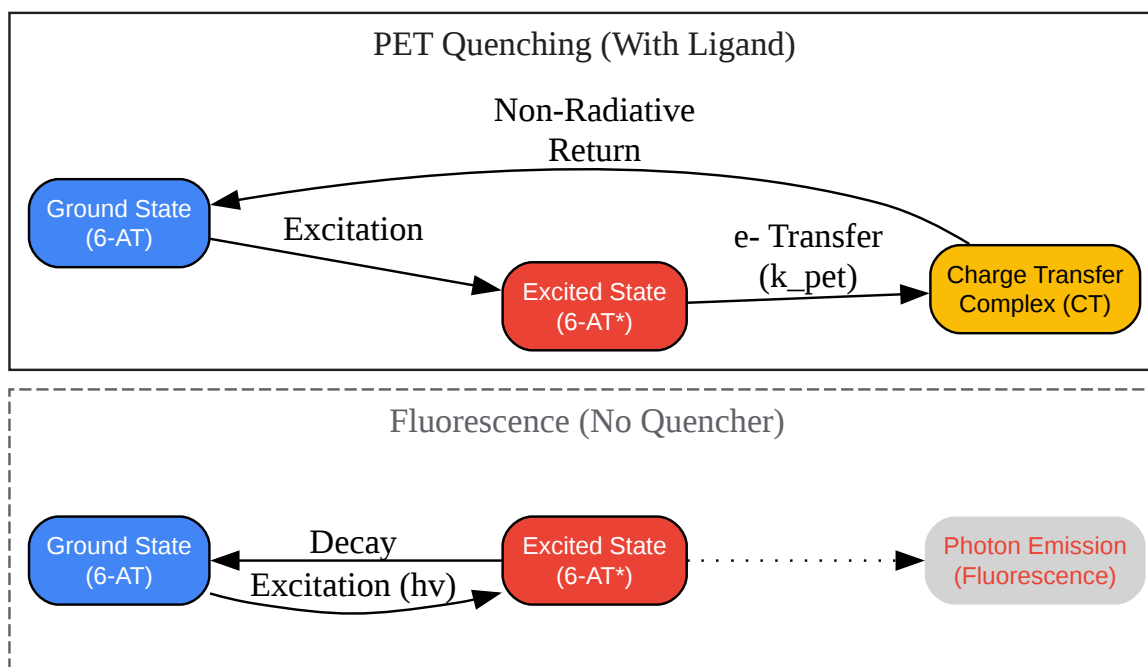 PET Quenching (With Ligand)
Non-Radiative
Return
Ground State
(6-AT)
Excitation
Excited State
(6-AT*)
e- Transfer
(k_pet)
Charge Transfer
Complex (CT)
Fluorescence (No Quencher)
Ground State
(6-AT)
Decay
Excitation (hv)
Excited State
(6-AT*)
Photon Emission
(Fluorescence)